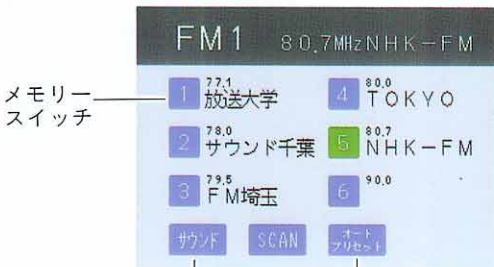 FM1 80.7MHz NHK-FM
メモリー
スイッチ
1 77.1 放送大学
2 78.0 サウンド千葉
3 79.5 FM埼玉
4 80.0 TOKYO
5 80.7 NHK-FM
6 90.0
サウンド SCAN オート
プリセット